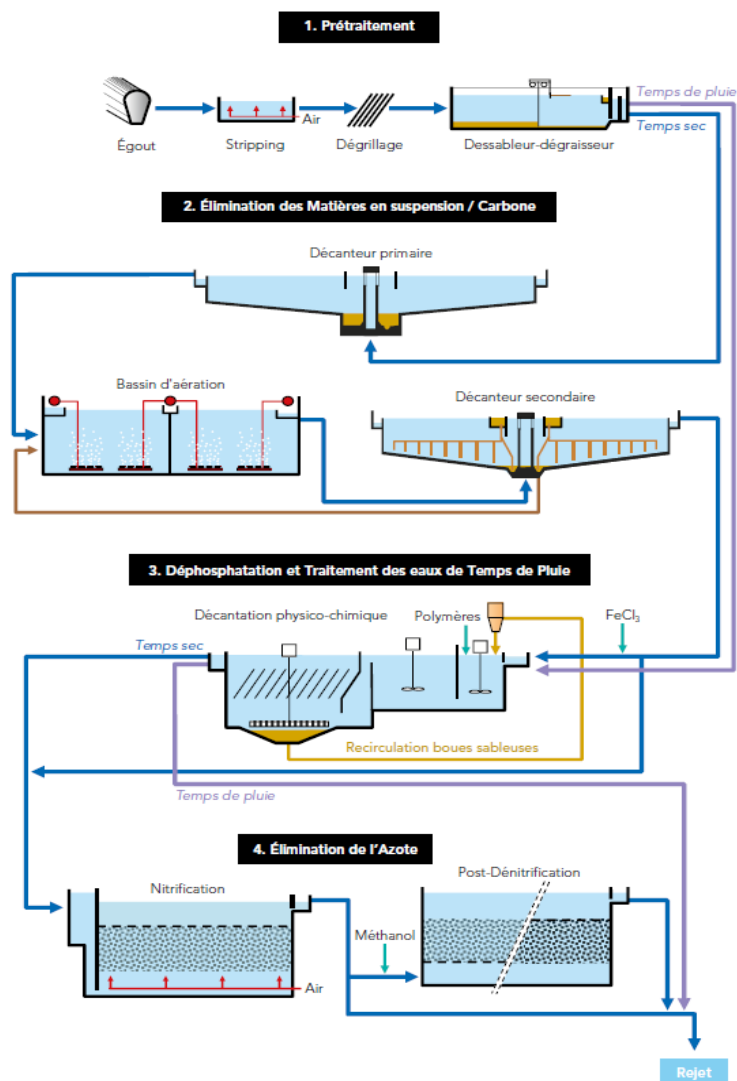 1. Prétraitement
Temps de pluie
Air
Temps sec
Égout
Stripping
Dégrillage
Dessableur-dégraisseur
2. Élimination des Matières en suspension / Carbone
Décanteur primaire
Bassin d'aération
Décanteur secondaire
3. Déphosphatation et Traitement des eaux de Temps de Pluie
Décantation physico-chimique
Polymères
FeCl₃
Temps sec
Recirculation boues sableuses
Temps de pluie
4. Élimination de l'Azote
Nitrification
Post-Dénitrification
Méthanol
Air
Rejet